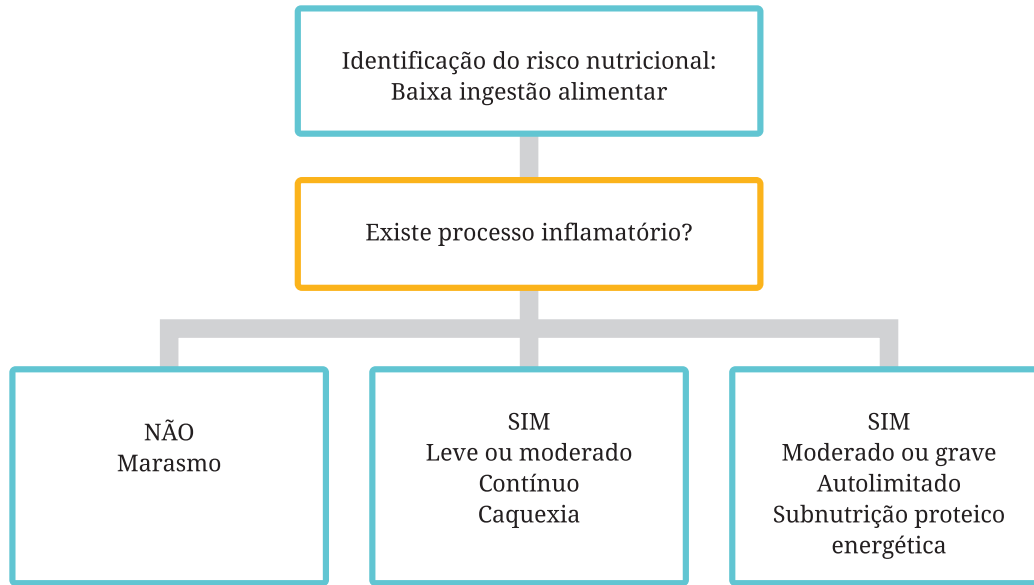 Identificação do risco nutricional:
Baixa ingestão alimentar
Existe processo inflamatório?
NÃO
Marasmo
SIM
Leve ou moderado
Contínuo
Caquexia
SIM
Moderado ou grave
Autolimitado
Subnutrição proteico
energética